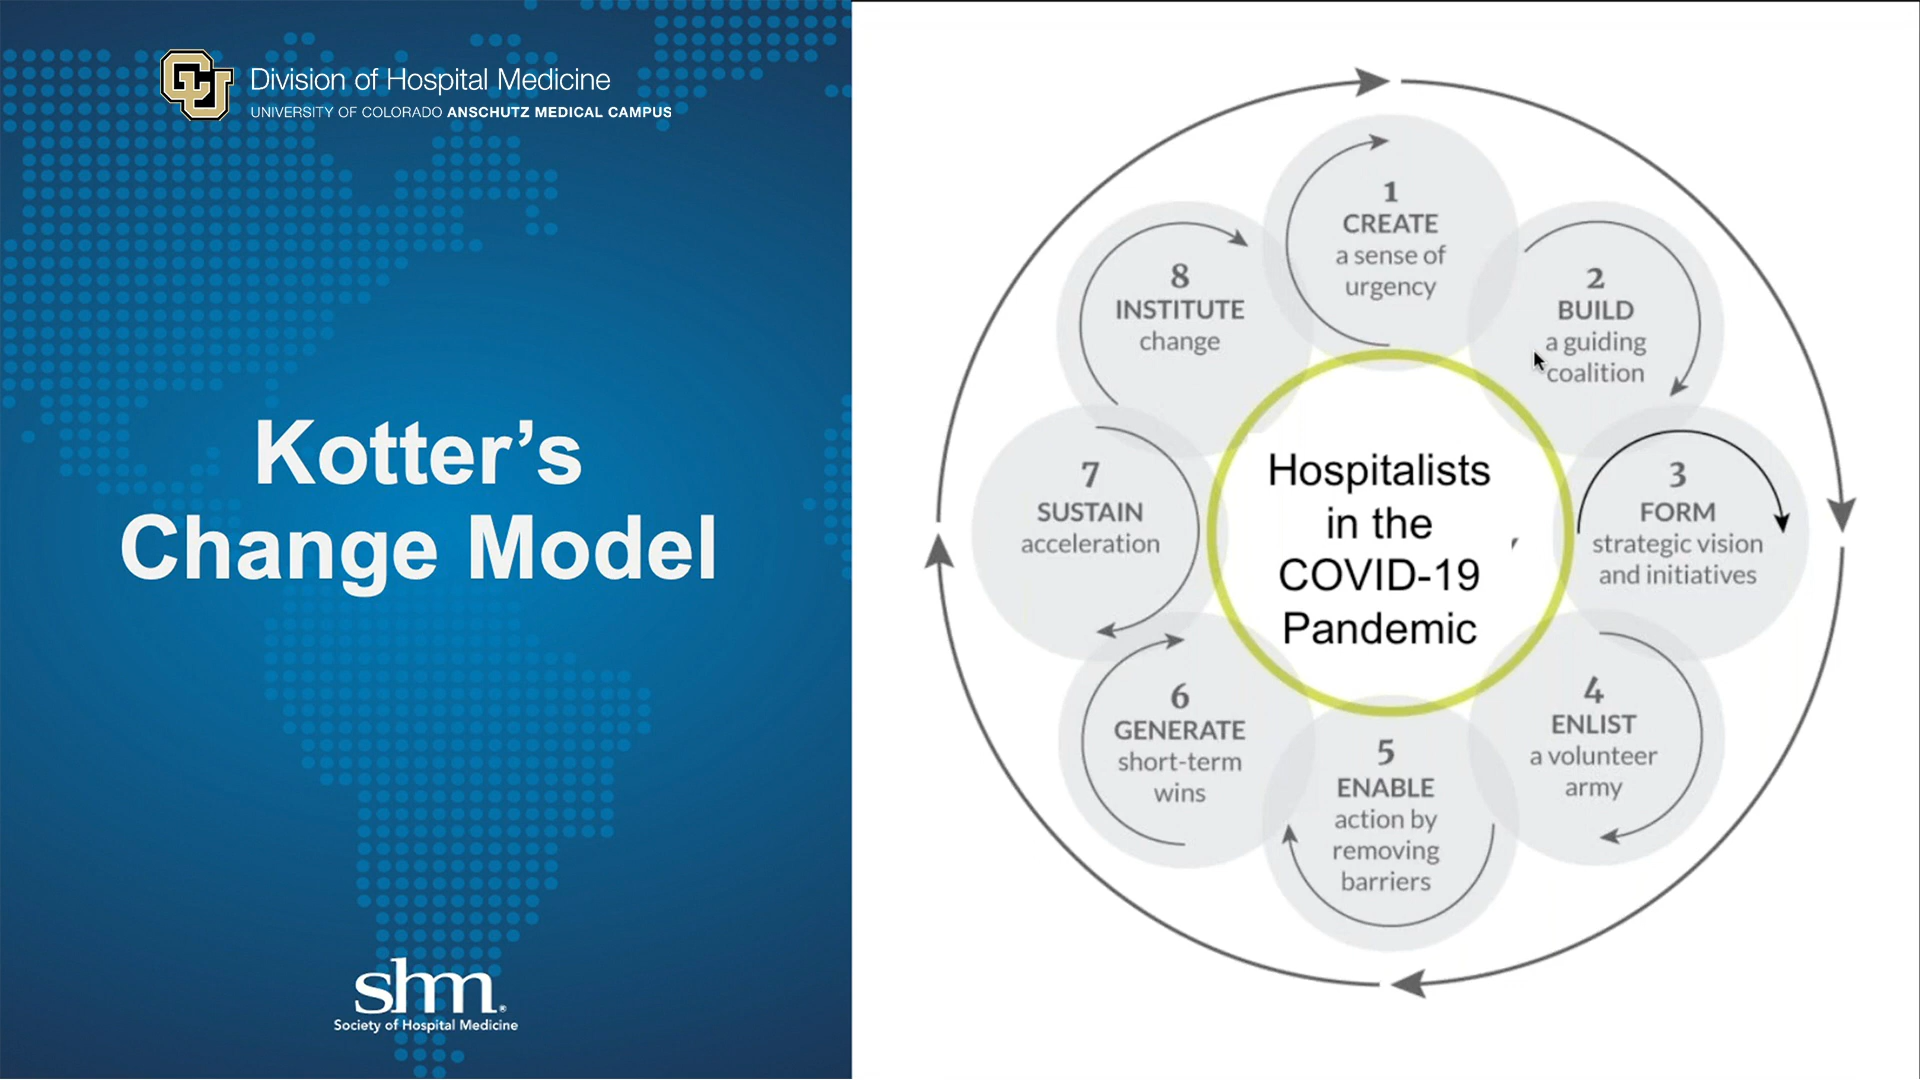 CU
Division of Hospital Medicine
UNIVERSITY OF COLORADO ANSCHUTZ MEDICAL CAMPUS
Kotter’s
Change Model
shm®
Society of Hospital Medicine
1
CREATE
a sense of
urgency
2
BUILD
a guiding
coalition
3
FORM
strategic vision
and initiatives
4
ENLIST
a volunteer
army
5
ENABLE
action by
removing
barriers
6
GENERATE
short-term
wins
7
SUSTAIN
acceleration
8
INSTITUTE
change
Hospitalists
in the
COVID-19
Pandemic